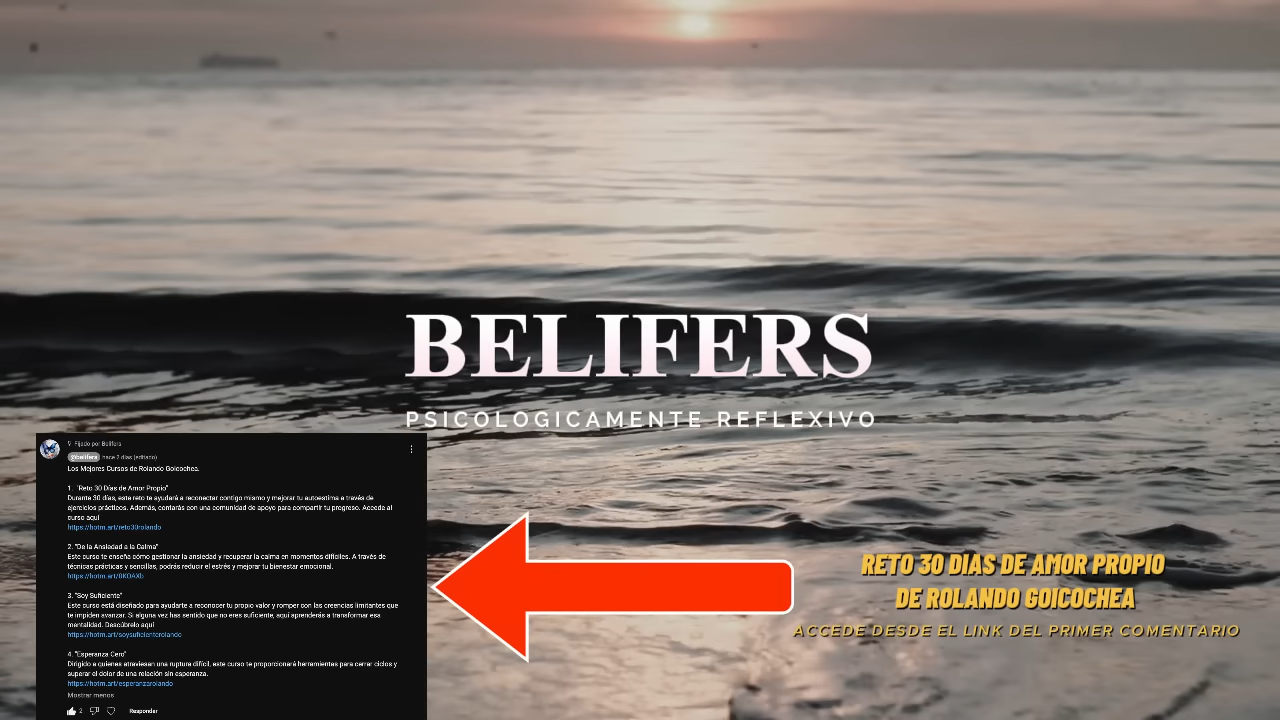 BELIFERS
PSICOLOGICAMENTE REFLEXIVO
Fijado por Belifers
@belifers hace 2 días (editado)
Los Mejores Cursos de Rolando Goicochea.
1. "Reto 30 Días de Amor Propio"
Durante 30 días, este reto te ayudará a reconectar contigo mismo y mejorar tu autoestima a través de
ejercicios prácticos. Además, contarás con una comunidad de apoyo para compartir tu progreso. Accede al
curso aquí
https://hotm.art/reto30rolando
2. "De la Ansiedad a la Calma"
Este curso te enseña cómo gestionar la ansiedad y recuperar la calma en momentos difíciles. A través de
técnicas prácticas y sencillas, podrás reducir el estrés y mejorar tu bienestar emocional.
https://hotm.art/0KOAXb
3. "Soy Suficiente"
Este curso está diseñado para ayudarte a reconocer tu propio valor y romper con las creencias limitantes que
te impiden avanzar. Si alguna vez has sentido que no eres suficiente, aquí aprenderás a transformar esa
mentalidad. Descúbrelo aquí
https://hotm.art/soysuficienterolando
4. "Esperanza Cero"
Dirigido a quienes atraviesan una ruptura difícil, este curso te proporcionará herramientas para cerrar ciclos y
superar el dolor de una relación sin esperanza.
https://hotm.art/esperanzarolando
Mostrar menos
2 Responder
RETO 30 DIAS DE AMOR PROPIO
DE ROLANDO GOICOCHEA
ACCEDE DESDE EL LINK DEL PRIMER COMENTARIO